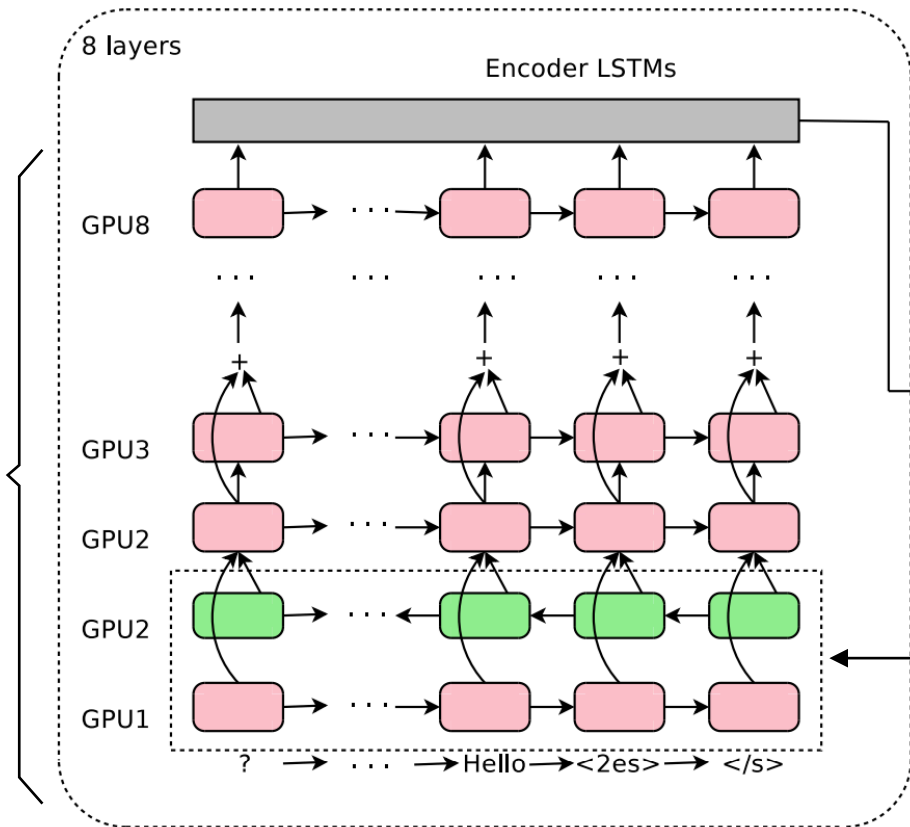 8 layers
Encoder LSTMs
GPU8
. . .
. . . . . . . . . . . . . . .
+ + + +
GPU3
. . .
GPU2
. . .
GPU2
. . .
GPU1
. . .
? . . . Hello <2es> </s>